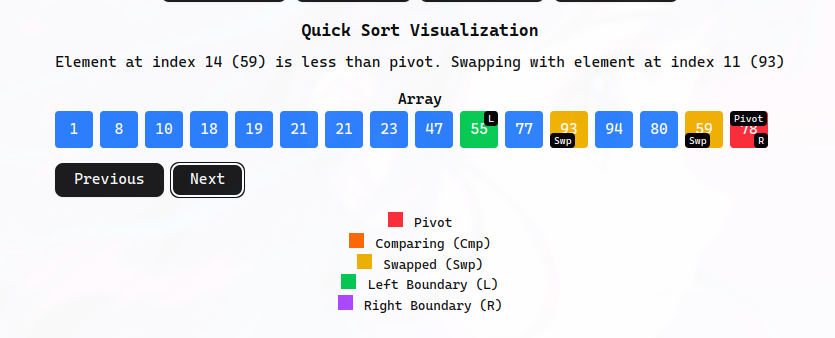 Quick Sort Visualization
Element at index 14 (59) is less than pivot. Swapping with element at index 11 (93)
Array
1 8 10 18 19 21 21 23 47 55 L 77 93 Swp 94 80 59 Swp 78 Pivot R
Previous Next
Pivot
Comparing (Cmp)
Swapped (Swp)
Left Boundary (L)
Right Boundary (R)